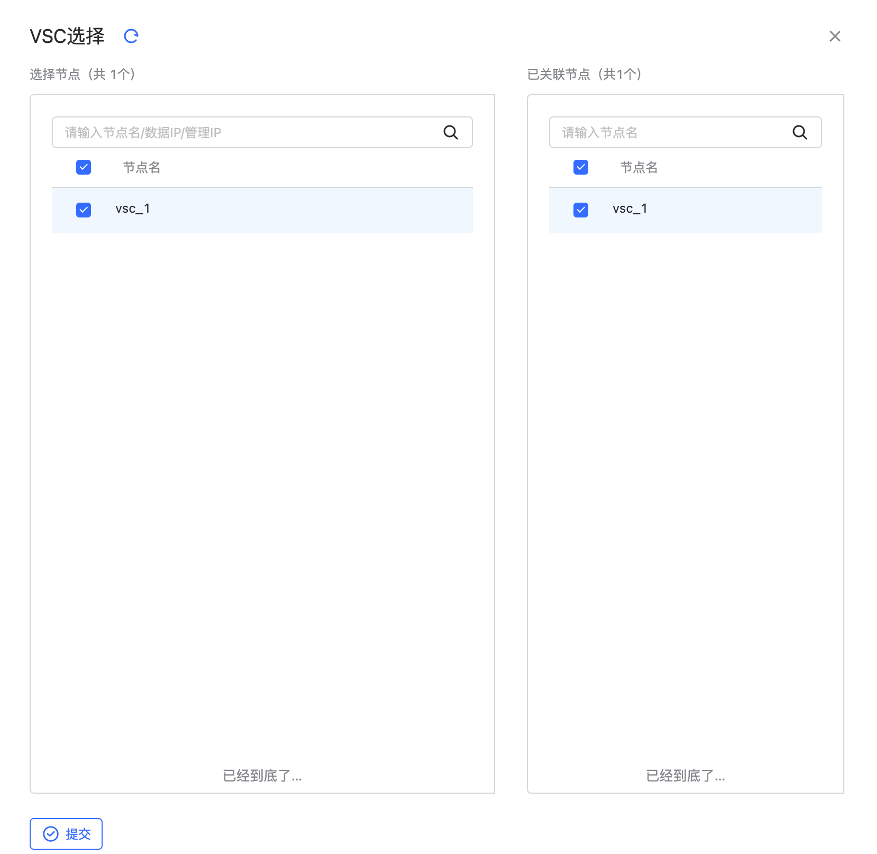 VSC选择
选择节点（共 1个）
请输入节点名/数据IP/管理IP
节点名
vsc_1
已经到底了...
已关联节点（共1个）
请输入节点名
节点名
vsc_1
已经到底了...
提交